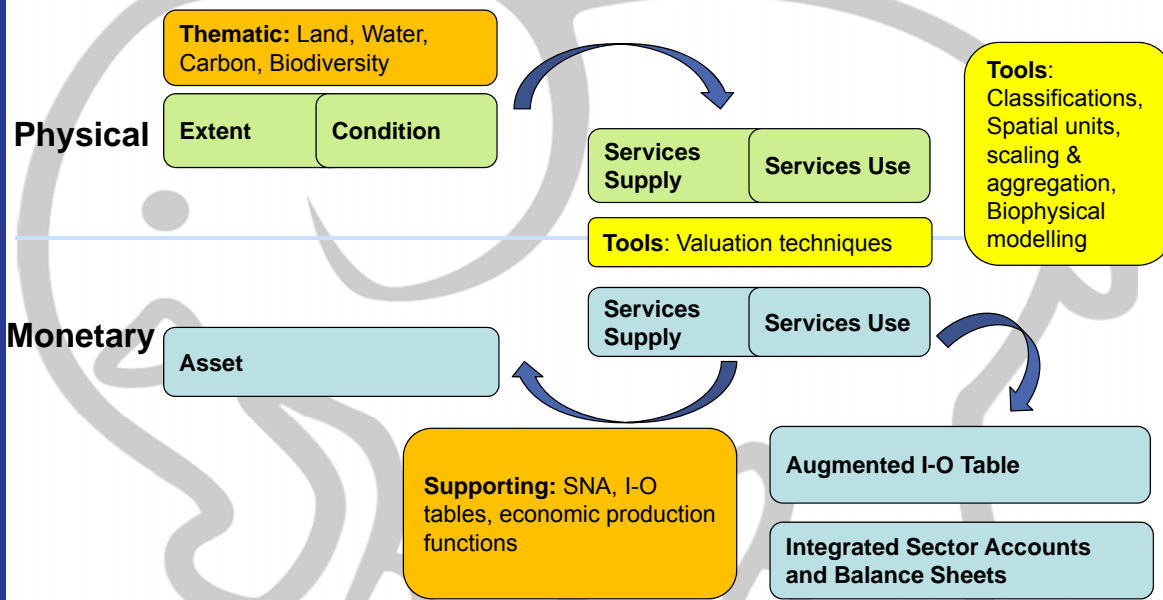 Thematic: Land, Water,
Carbon, Biodiversity
Physical
Extent
Condition
Services
Supply
Services Use
Tools:
Classifications,
Spatial units,
scaling &
aggregation,
Biophysical
modelling
Tools: Valuation techniques
Monetary
Asset
Services
Supply
Services Use
Supporting: SNA, I-O
tables, economic production
functions
Augmented I-O Table
Integrated Sector Accounts
and Balance Sheets